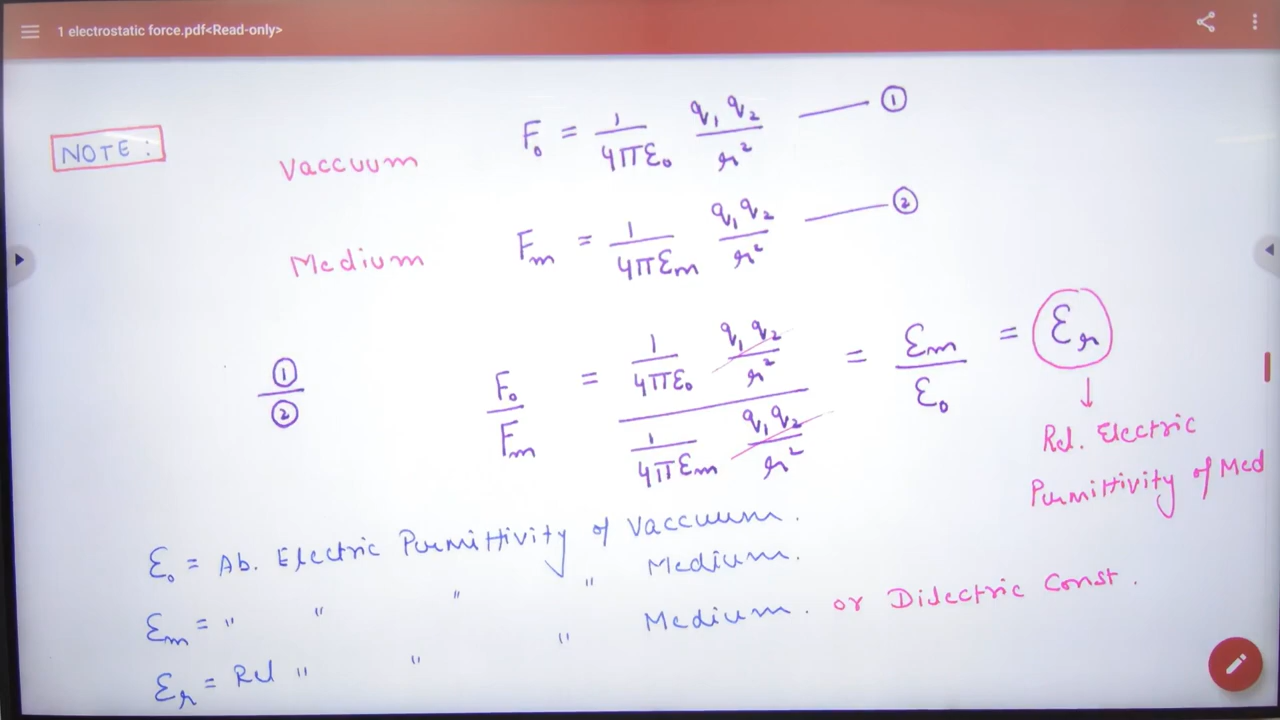 1 electrostatic force.pdf<Read-only>
NOTE :
Vaccuum F₀ = 1/4πε₀ q₁q₂/r² —— ①
Medium Fm = 1/4πεm q₁q₂/r² —— ②
①/② F₀/Fm = (1/4πε₀ q₁q₂/r²)/(1/4πεm q₁q₂/r²) = εm/ε₀ = εr
↓
Rel. Electric
Permittivity of Med
ε₀ = Ab. Electric Permittivity of Vaccuum.
εm = " " " " Medium.
εr = Rel " " " Medium. or Dielectric Const.